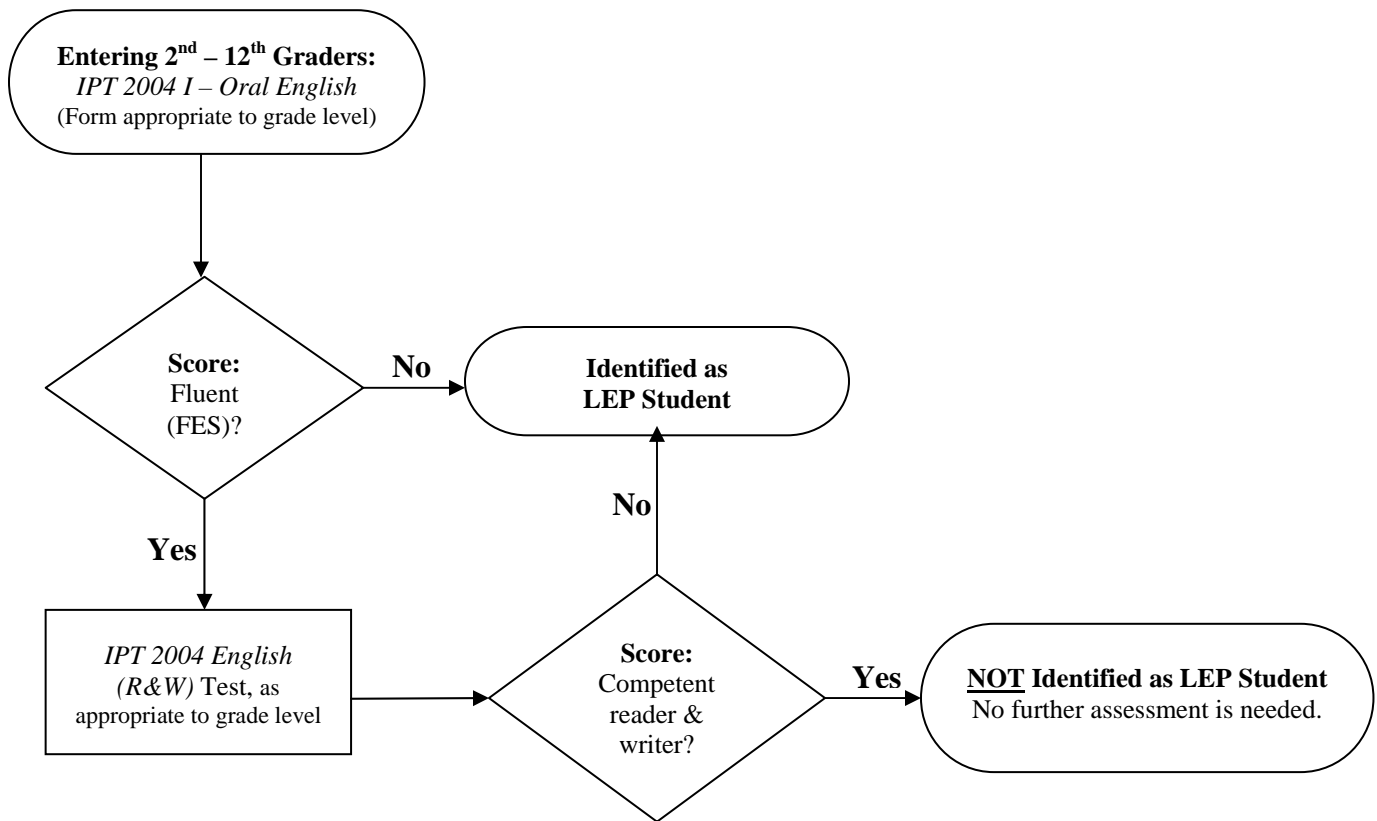 Entering 2nd – 12th Graders:
IPT 2004 I – Oral English
(Form appropriate to grade level)
Score:
Fluent
(FES)?
No
Identified as
LEP Student
No
Yes
IPT 2004 English
(R&W) Test, as
appropriate to grade level
Score:
Competent
reader &
writer?
Yes
NOT Identified as LEP Student
No further assessment is needed.